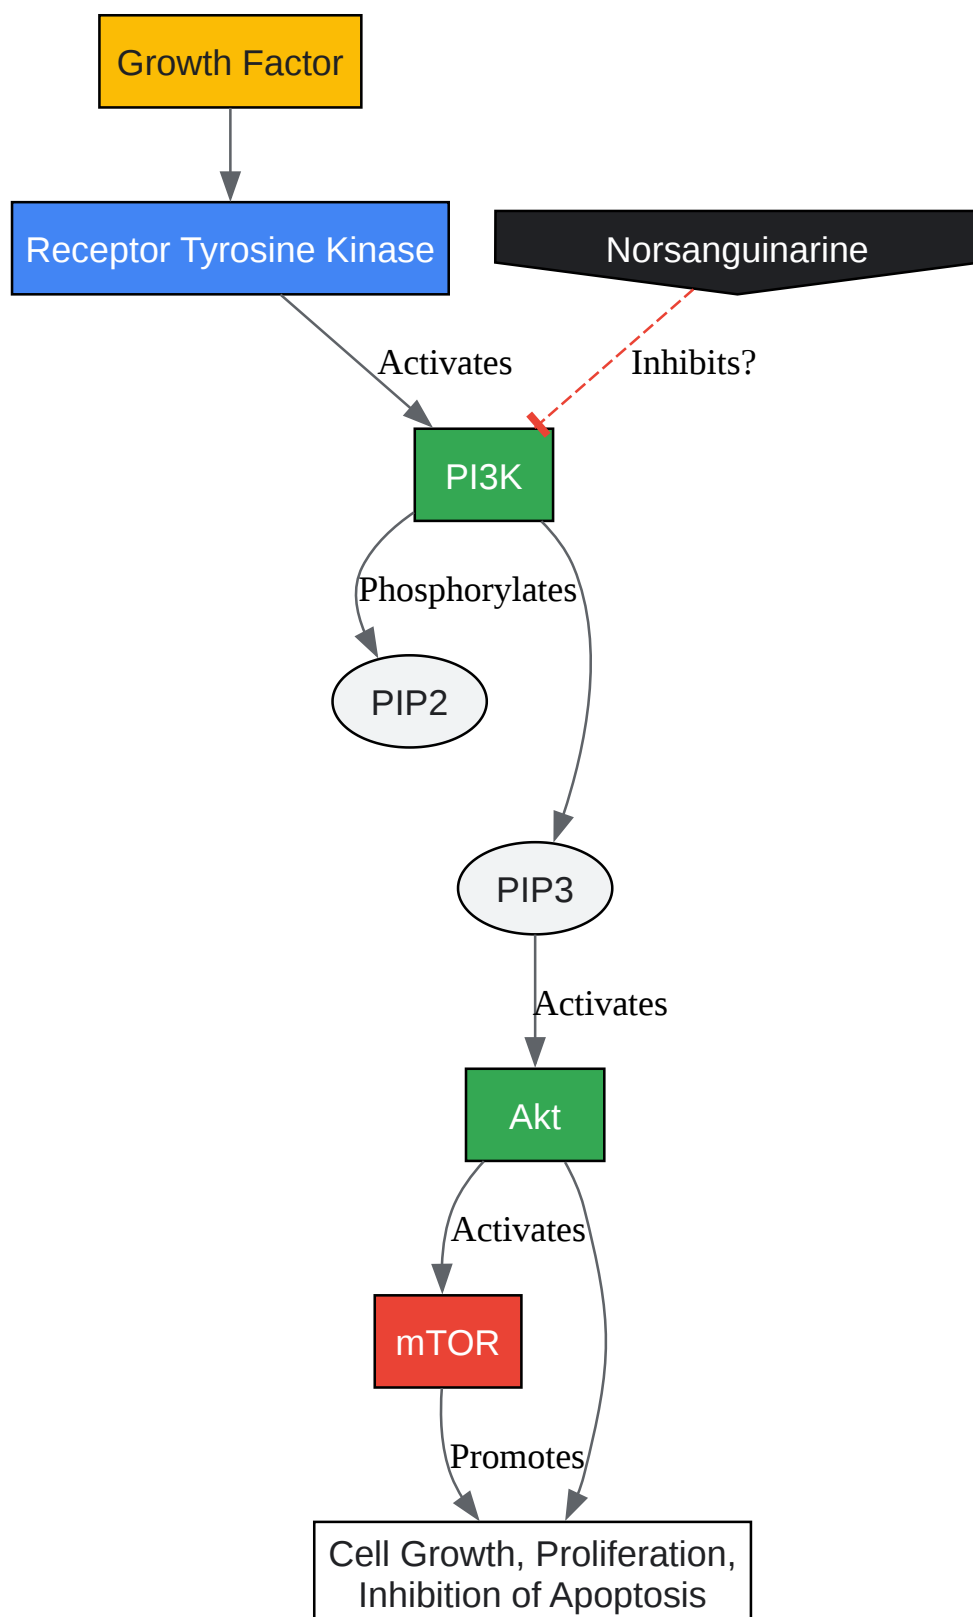 Growth Factor
Receptor Tyrosine Kinase
Norsanguinarine
Activates
Inhibits?
PI3K
Phosphorylates
PIP2
PIP3
Activates
Akt
Activates
mTOR
Promotes
Cell Growth, Proliferation,
Inhibition of Apoptosis